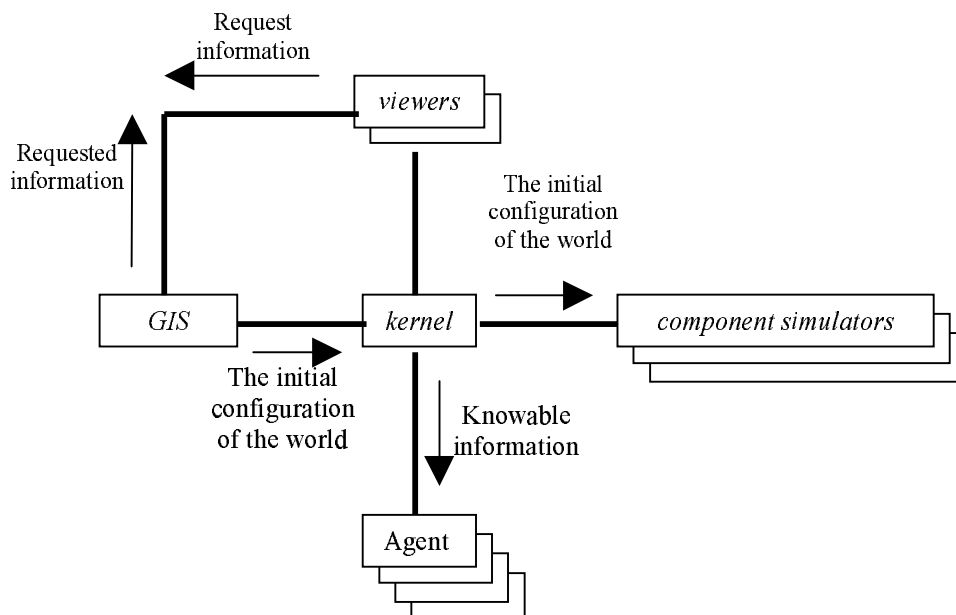 Request
information
viewers
Requested
information
The initial
configuration
of the world
GIS
kernel
component simulators
The initial
configuration
of the world
Knowable
information
Agent